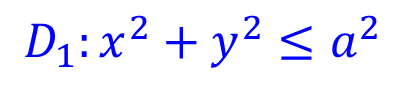 D₁: x² + y² ≤ a²